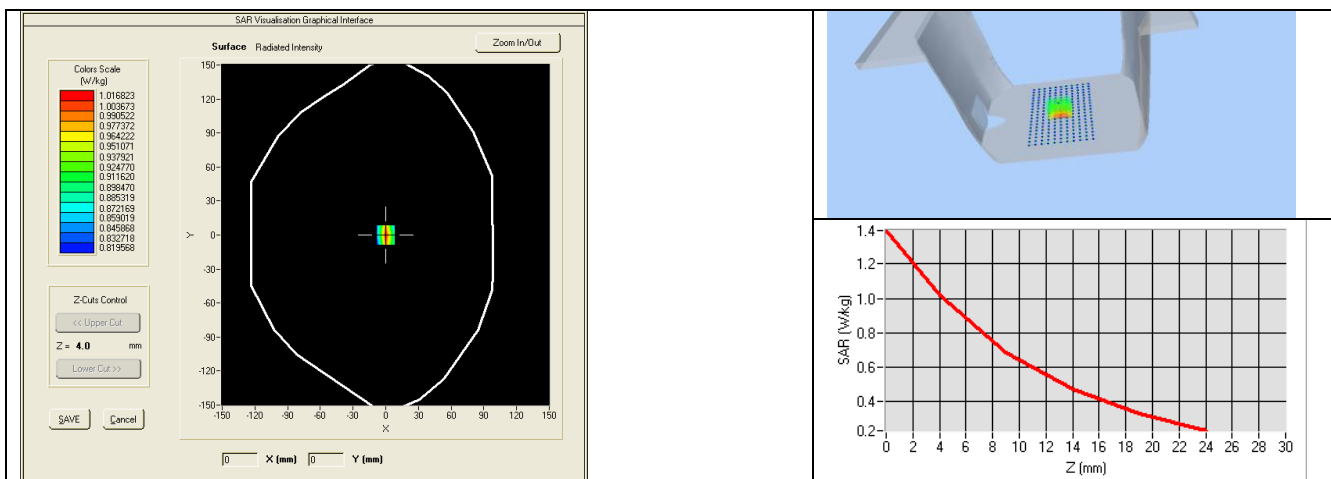 SAR Visualisation Graphical Interface
Surface Radiated Intensity
Zoom In/Out
Colors Scale
(W/kg)
1.016823
1.003673
0.990522
0.977372
0.964222
0.951071
0.937921
0.924770
0.911620
0.898470
0.885319
0.872169
0.859019
0.845868
0.832718
0.819568
Z-Cuts Control
<< Upper Cut
Z = 4.0 mm
Lower Cut >>
SAVE Cancel
150
120
90
60
30
0
-30
-60
-90
-120
-150
Y
-150 -120 -90 -60 -30 0 30 60 90 120 150
X
0 X (mm) 0 Y (mm)
1.4
1.2
1.0
0.8
0.6
0.4
0.2
SAR (W/kg)
0 2 4 6 8 10 12 14 16 18 20 22 24 26 28 30
Z (mm)